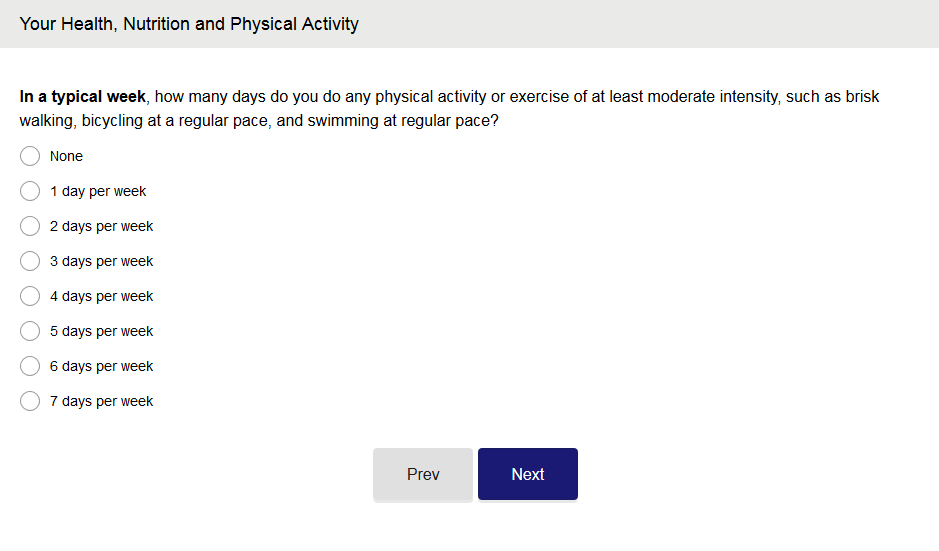 Your Health, Nutrition and Physical Activity
In a typical week, how many days do you do any physical activity or exercise of at least moderate intensity, such as brisk
walking, bicycling at a regular pace, and swimming at regular pace?
None
1 day per week
2 days per week
3 days per week
4 days per week
5 days per week
6 days per week
7 days per week
Prev
Next